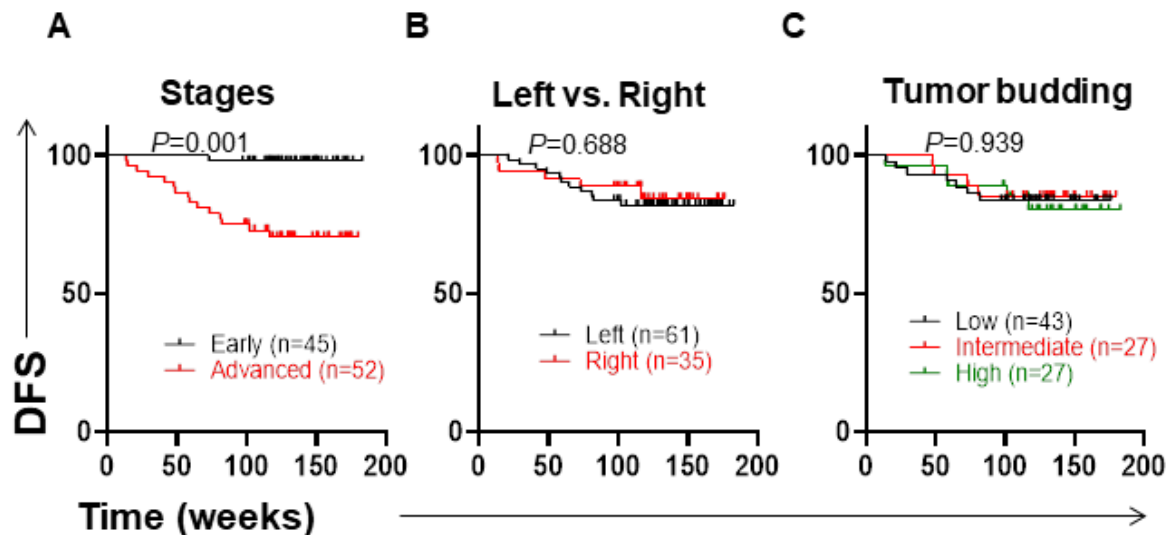 A
Stages
P=0.001
100
50
0
Early (n=45)
Advanced (n=52)
0 50 100 150 200
B
Left vs. Right
P=0.688
100
50
0
Left (n=61)
Right (n=35)
0 50 100 150 200
C
Tumor budding
P=0.939
100
50
0
Low (n=43)
Intermediate (n=27)
High (n=27)
0 50 100 150 200
DFS
Time (weeks)